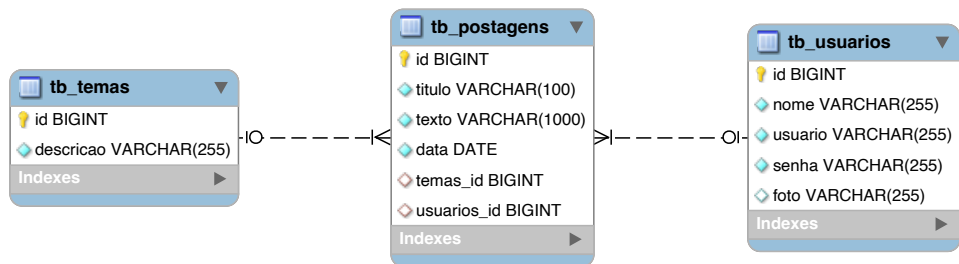 tb_temas
id BIGINT
descricao VARCHAR(255)
Indexes
tb_postagens
id BIGINT
titulo VARCHAR(100)
texto VARCHAR(1000)
data DATE
temas_id BIGINT
usuarios_id BIGINT
Indexes
tb_usuarios
id BIGINT
nome VARCHAR(255)
usuario VARCHAR(255)
senha VARCHAR(255)
foto VARCHAR(255)
Indexes